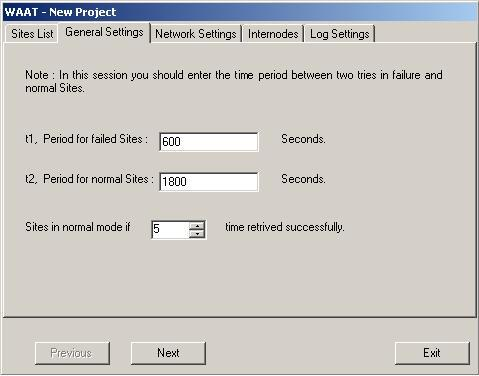 WAAT - New Project
Sites List General Settings Network Settings Internodes Log Settings
Note : In this session you should enter the time period between two tries in failure and
normal Sites.
t1, Period for failed Sites : 600 Seconds.
t2, Period for normal Sites : 1800 Seconds.
Sites in normal mode if 5 time retrived successfully.
Previous Next Exit